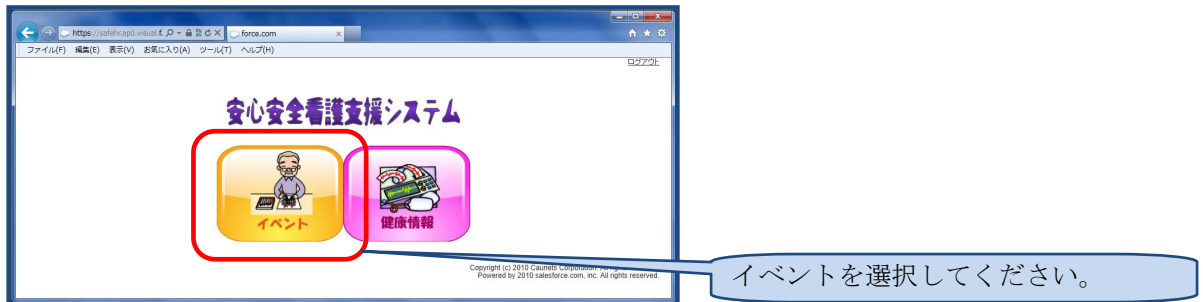 https://safehr.ap0.visual.f
force.com
ファイル(F) 編集(E) 表示(V) お気に入り(A) ツール(T) ヘルプ(H)
ログアウト
安心安全看護支援システム
イベント
健康情報
Copyright (c) 2010 Caunets Corporation. All
Powered by 2010 salesforce.com, inc. All rights reserved.
イベントを選択してください。